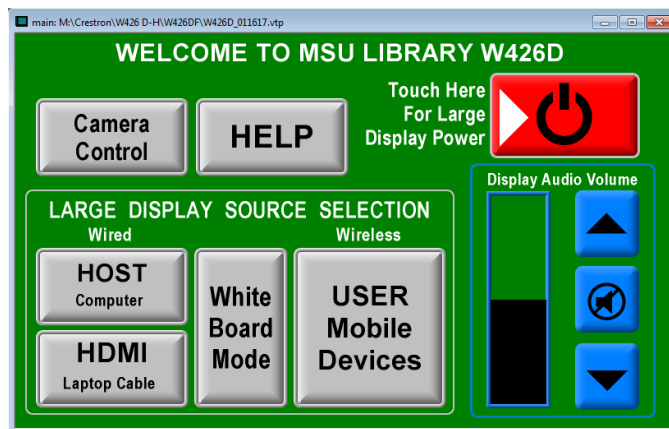 main: M:\Crestron\W426 D-H\W426DF\W426D_011617.vtp
WELCOME TO MSU LIBRARY W426D
Touch Here
For Large
Display Power
Camera
Control
HELP
LARGE DISPLAY SOURCE SELECTION
Wired
Wireless
HOST
Computer
HDMI
Laptop Cable
White
Board
Mode
USER
Mobile
Devices
Display Audio Volume